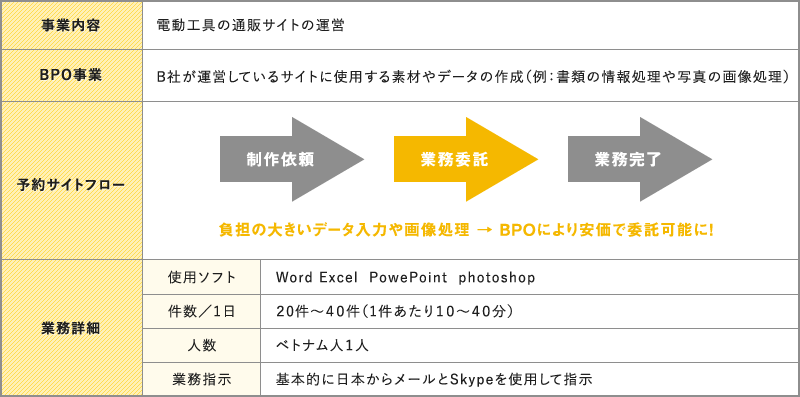 事業内容
電動工具の通販サイトの運営
BPO事業
B社が運営しているサイトに使用する素材やデータの作成（例：書類の情報処理や写真の画像処理）
予約サイトフロー
制作依頼
業務委託
業務完了
負担の大きいデータ入力や画像処理 → BPOにより安価で委託可能に!
業務詳細
使用ソフト
Word Excel PowePoint photoshop
件数／1日
20件〜40件（1件あたり10〜40分）
人数
ベトナム人1人
業務指示
基本的に日本からメールとSkypeを使用して指示